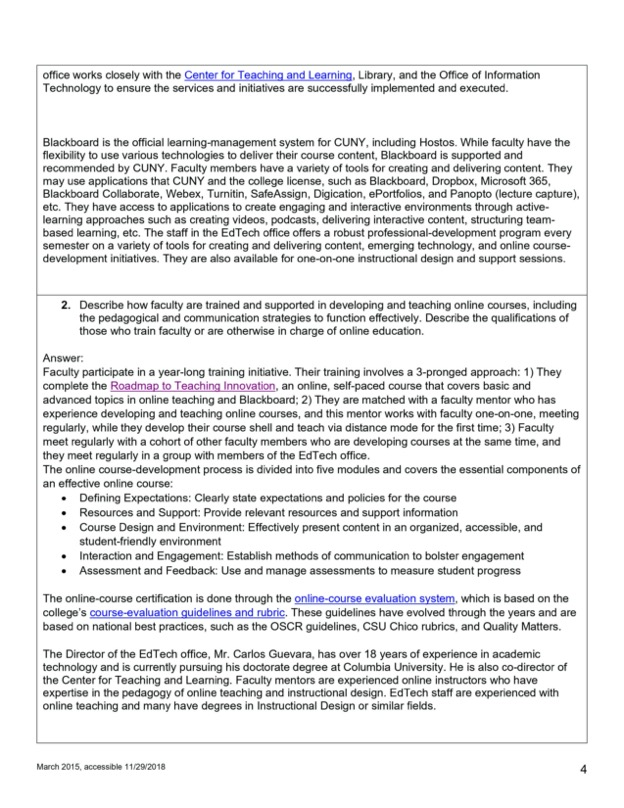 office works closely with the Center for Teaching and Learning, Library, and the Office of Information
Technology to ensure the services and initiatives are successfully implemented and executed.
Blackboard is the official learning-management system for CUNY, including Hostos. While faculty have the
flexibility to use various technologies to deliver their course content, Blackboard is supported and
recommended by CUNY. Faculty members have a variety of tools for creating and delivering content. They
may use applications that CUNY and the college license, such as Blackboard, Dropbox, Microsoft 365,
Blackboard Collaborate, Webex, Turnitin, SafeAssign, Digication, ePortfolios, and Panopto (lecture capture),
etc. They have access to applications to create engaging and interactive environments through active-
learning approaches such as creating videos, podcasts, delivering interactive content, structuring team-
based learning, etc. The staff in the EdTech office offers a robust professional-development program every
semester on a variety of tools for creating and delivering content, emerging technology, and online course-
development initiatives. They are also available for one-on-one instructional design and support sessions.
2. Describe how faculty are trained and supported in developing and teaching online courses, including
the pedagogical and communication strategies to function effectively. Describe the qualifications of
those who train faculty or are otherwise in charge of online education.
Answer:
Faculty participate in a year-long training initiative. Their training involves a 3-pronged approach: 1) They
complete the Roadmap to Teaching Innovation, an online, self-paced course that covers basic and
advanced topics in online teaching and Blackboard; 2) They are matched with a faculty mentor who has
experience developing and teaching online courses, and this mentor works with faculty one-on-one, meeting
regularly, while they develop their course shell and teach via distance mode for the first time; 3) Faculty
meet regularly with a cohort of other faculty members who are developing courses at the same time, and
they meet regularly in a group with members of the EdTech office.
The online course-development process is divided into five modules and covers the essential components of
an effective online course:
• Defining Expectations: Clearly state expectations and policies for the course
• Resources and Support: Provide relevant resources and support information
• Course Design and Environment: Effectively present content in an organized, accessible, and
student-friendly environment
• Interaction and Engagement: Establish methods of communication to bolster engagement
• Assessment and Feedback: Use and manage assessments to measure student progress
The online-course certification is done through the online-course evaluation system, which is based on the
college's course-evaluation guidelines and rubric. These guidelines have evolved through the years and are
based on national best practices, such as the OSCR guidelines, CSU Chico rubrics, and Quality Matters.
The Director of the EdTech office, Mr. Carlos Guevara, has over 18 years of experience in academic
technology and is currently pursuing his doctorate degree at Columbia University. He is also co-director of
the Center for Teaching and Learning. Faculty mentors are experienced online instructors who have
expertise in the pedagogy of online teaching and instructional design. EdTech staff are experienced with
online teaching and many have degrees in Instructional Design or similar fields.
March 2015, accessible 11/29/2018
4